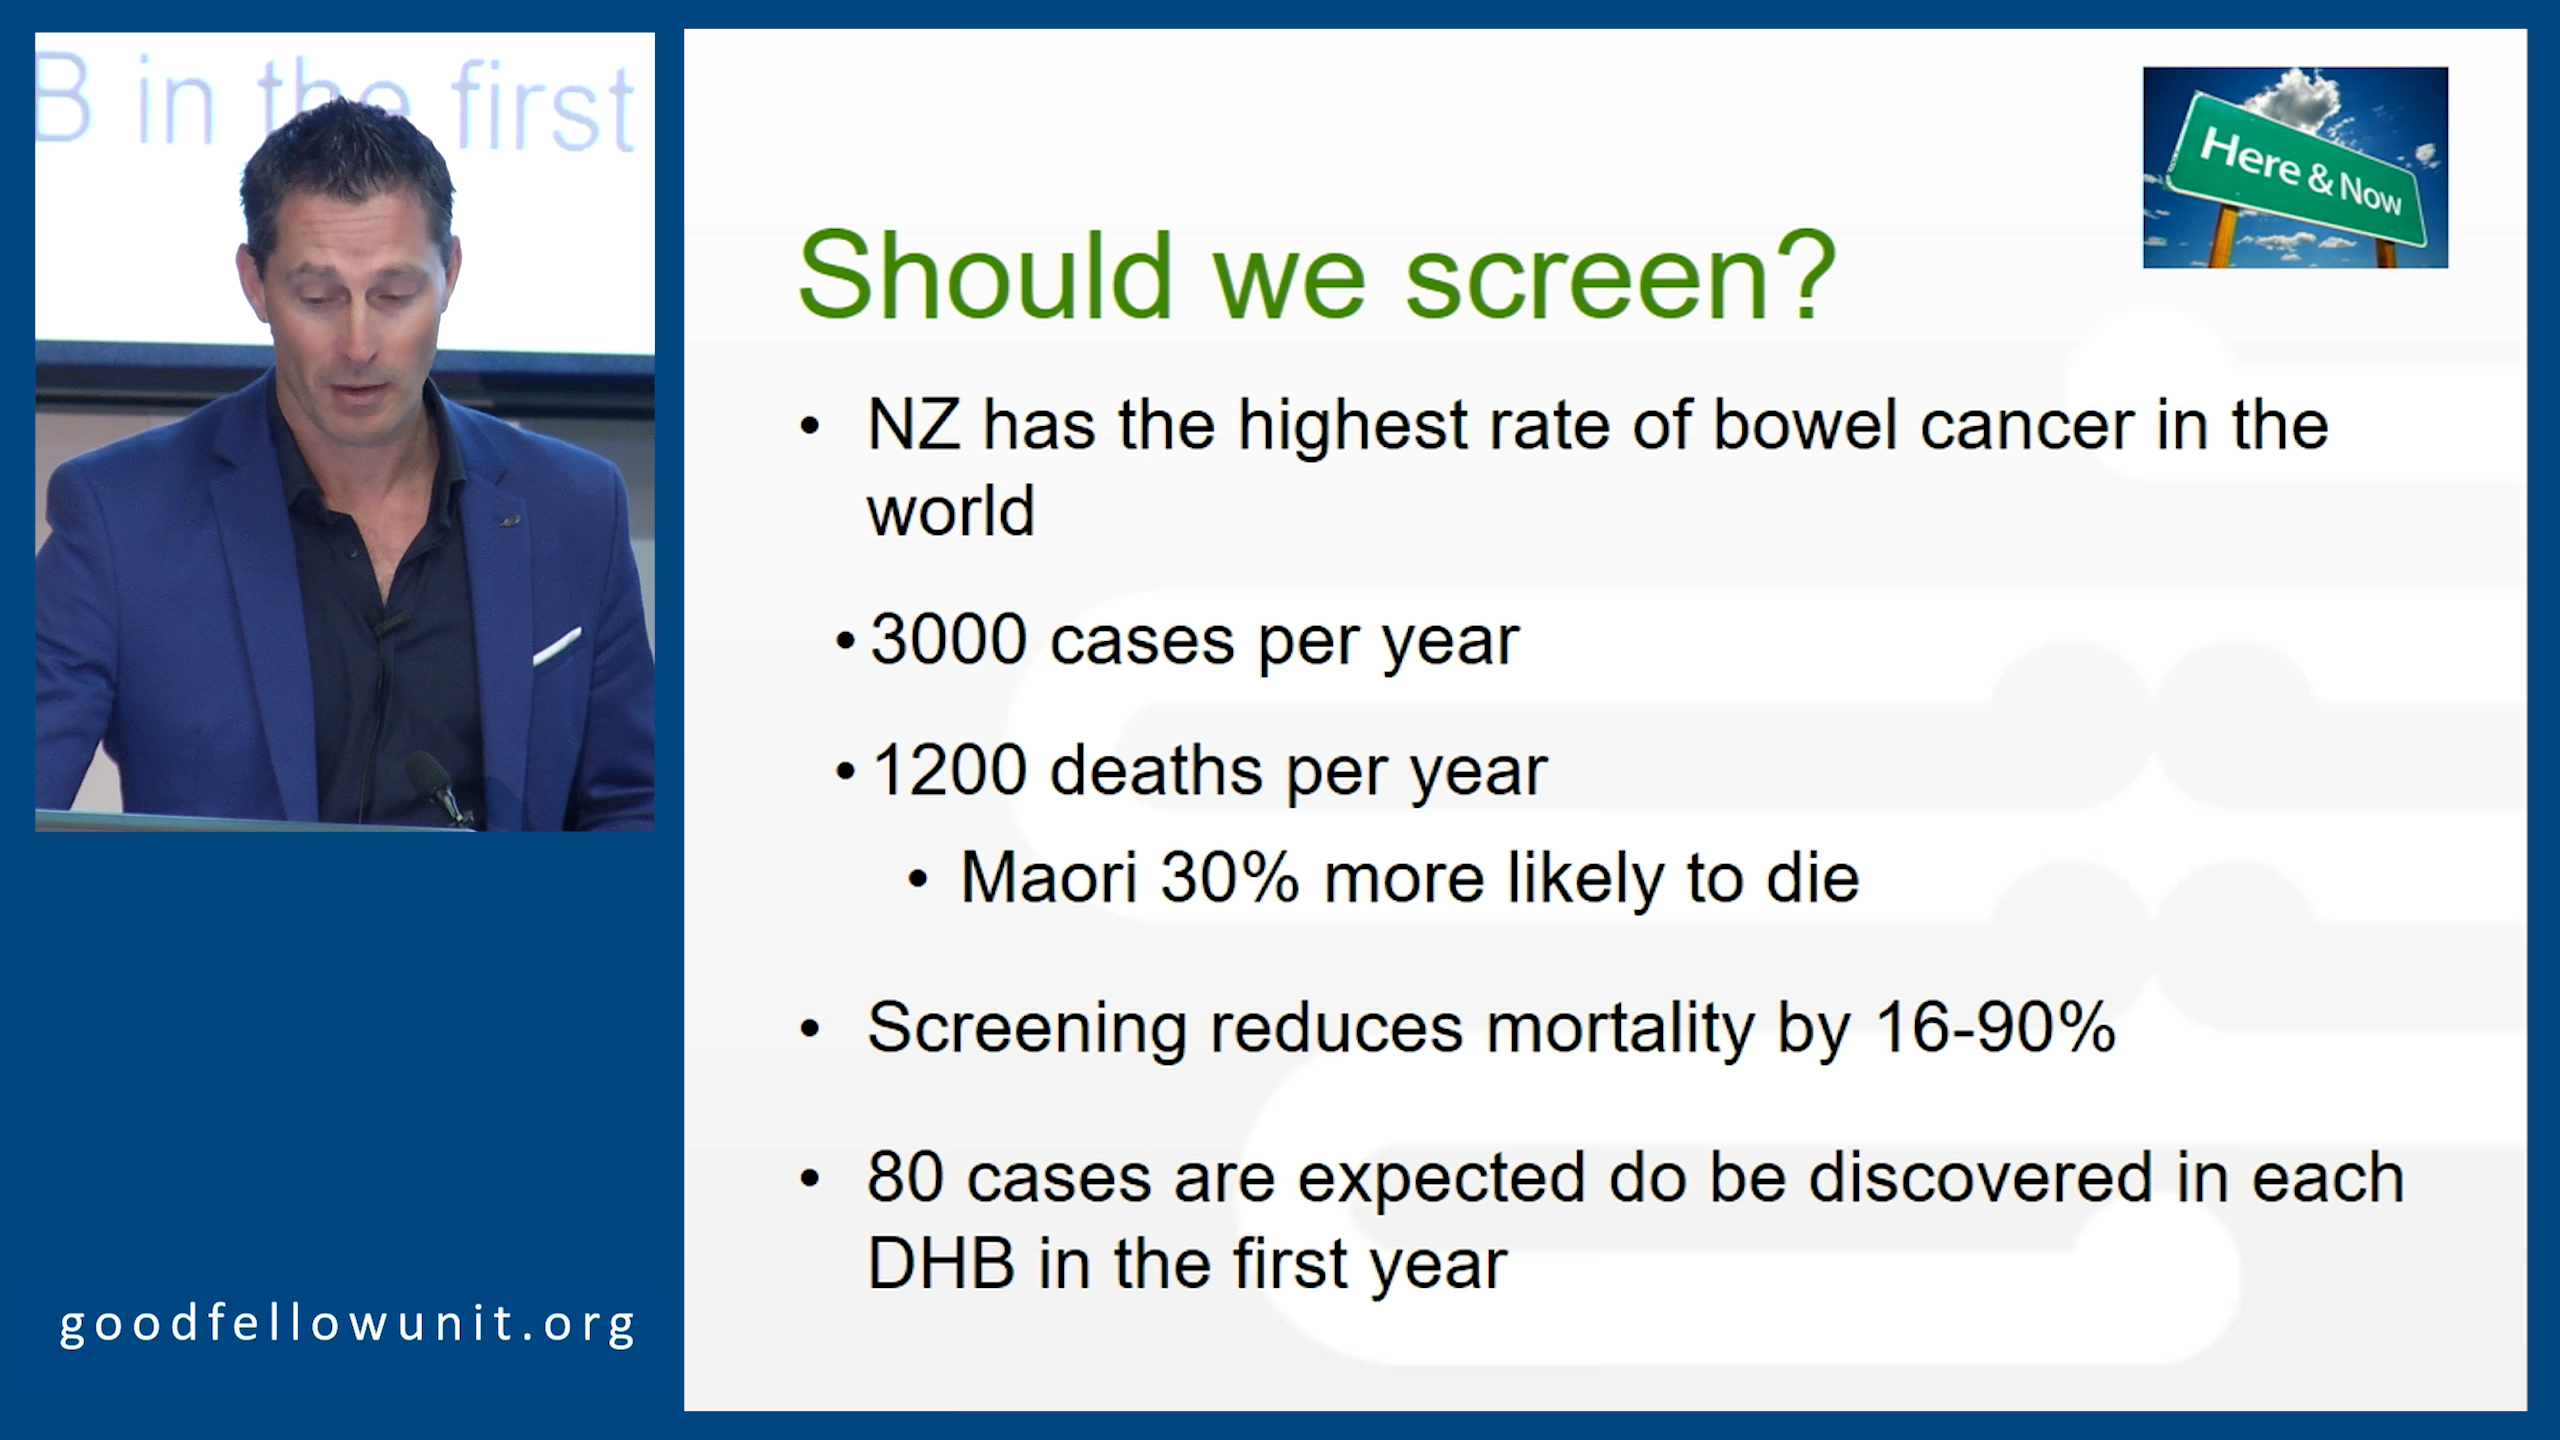 B in the first
Here & Now
Should we screen?
• NZ has the highest rate of bowel cancer in the
world
• 3000 cases per year
• 1200 deaths per year
• Maori 30% more likely to die
• Screening reduces mortality by 16-90%
• 80 cases are expected do be discovered in each
DHB in the first year
goodfellowunit.org